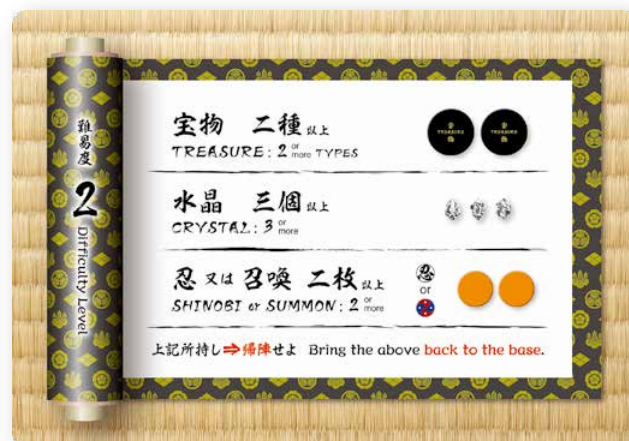 難易度 2 Difficulty Level
宝物 二種 以上
TREASURE: 2 or more TYPES
水晶 三個 以上
CRYSTAL: 3 or more
忍 又は 召喚 二枚 以上
忍
or
SHINOBI or SUMMON: 2 or more
上記所持し⇒帰陣せよ Bring the above back to the base.